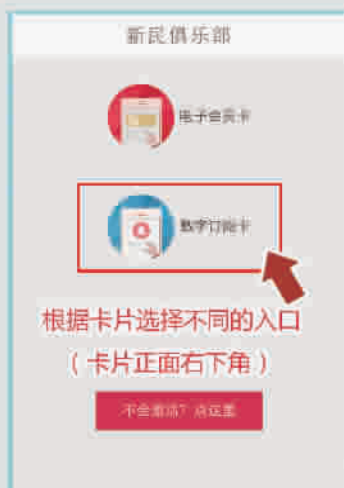 新民俱乐部
电子会员卡
数字订阅卡
根据卡片选择不同的入口
（卡片正面右下角）
不会激活？点这里